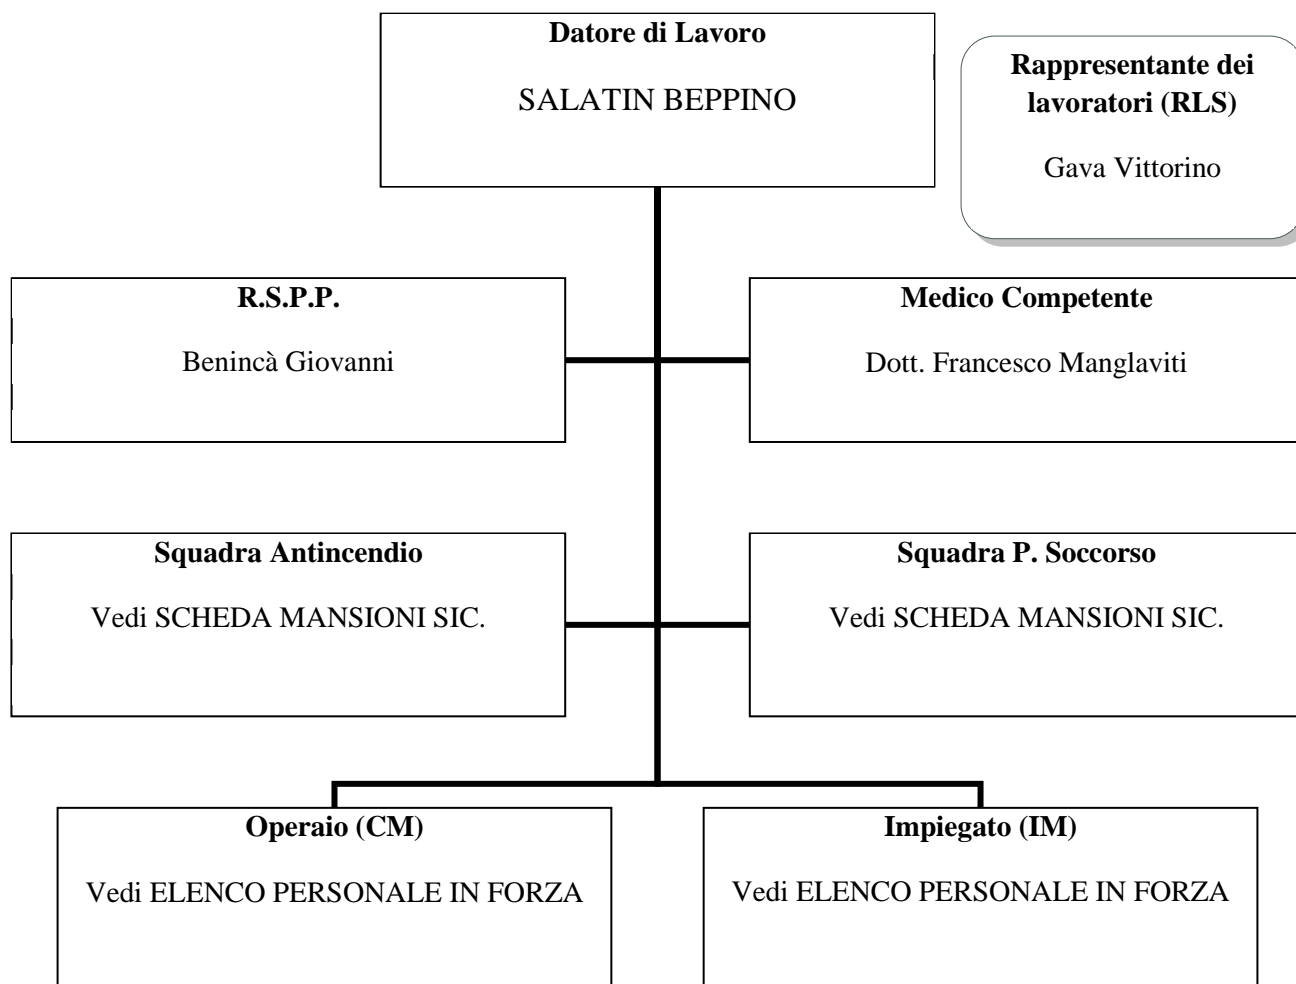 Datore di Lavoro
SALATIN BEPPINO
Rappresentante dei
lavoratori (RLS)
Gava Vittorino
R.S.P.P.
Benincà Giovanni
Medico Competente
Dott. Francesco Manglaviti
Squadra Antincendio
Vedi SCHEDA MANSIONI SIC.
Squadra P. Soccorso
Vedi SCHEDA MANSIONI SIC.
Operaio (CM)
Vedi ELENCO PERSONALE IN FORZA
Impiegato (IM)
Vedi ELENCO PERSONALE IN FORZA